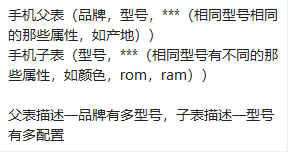 手机父表（品牌，型号，***（相同型号相同
的那些属性，如产地））
手机子表（型号，***（相同型号有不同的那
些属性，如颜色，rom，ram））

父表描述一品牌有多型号，子表描述一型号
有多配置